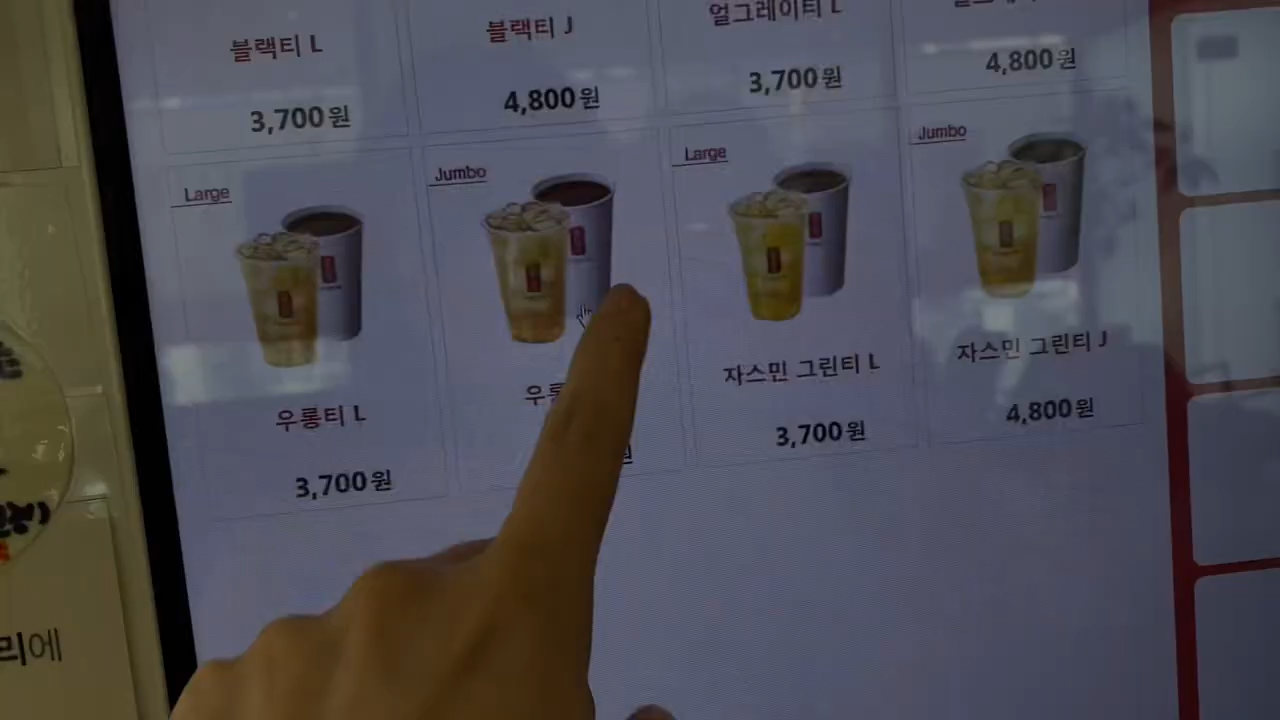 블랙티 L
블랙티 J
얼그레이티 L
3,700원
4,800원
3,700원
4,800원
Large
Jumbo
Large
Jumbo
우롱티 L
우롱
자스민 그린티 L
자스민 그린티 J
3,700원
원
3,700원
4,800원
리에